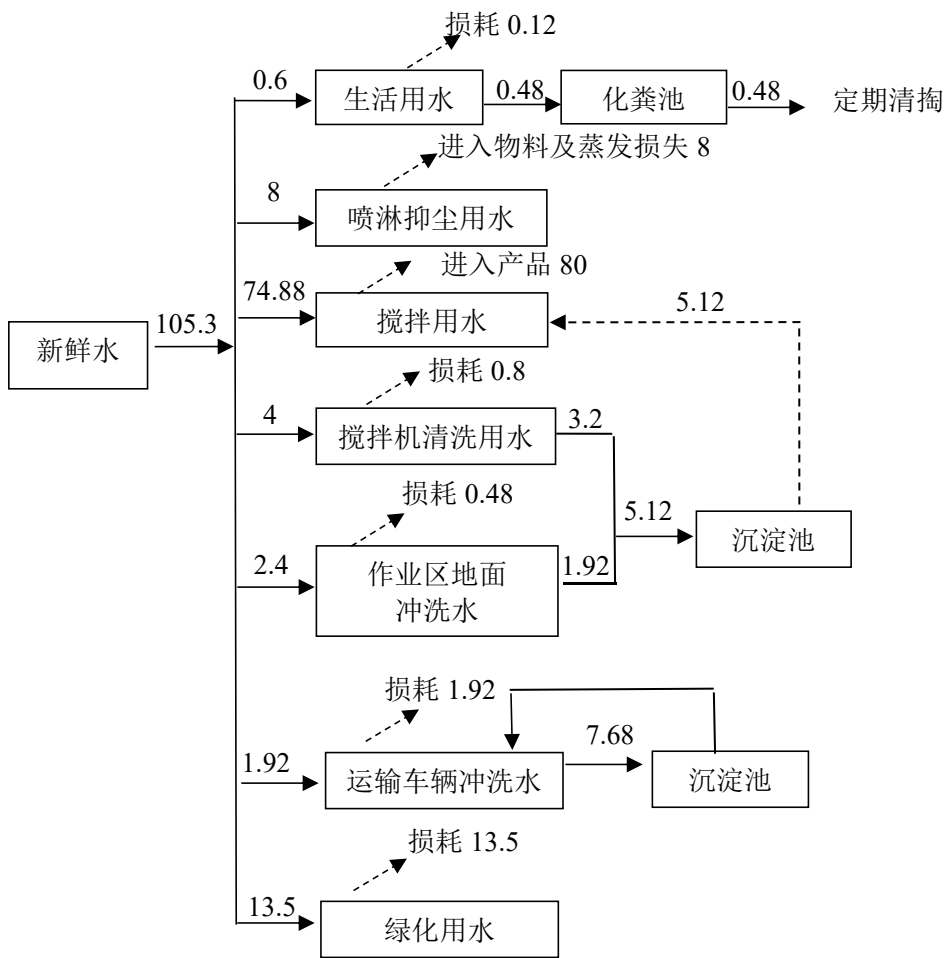 损耗 0.12
0.6
生活用水
0.48
化粪池
0.48
定期清掏
进入物料及蒸发损失 8
8
喷淋抑尘用水
进入产品 80
74.88
搅拌用水
5.12
新鲜水
105.3
损耗 0.8
4
搅拌机清洗用水
3.2
损耗 0.48
5.12
沉淀池
2.4
作业区地面
冲洗水
1.92
损耗 1.92
1.92
运输车辆冲洗水
7.68
沉淀池
损耗 13.5
13.5
绿化用水